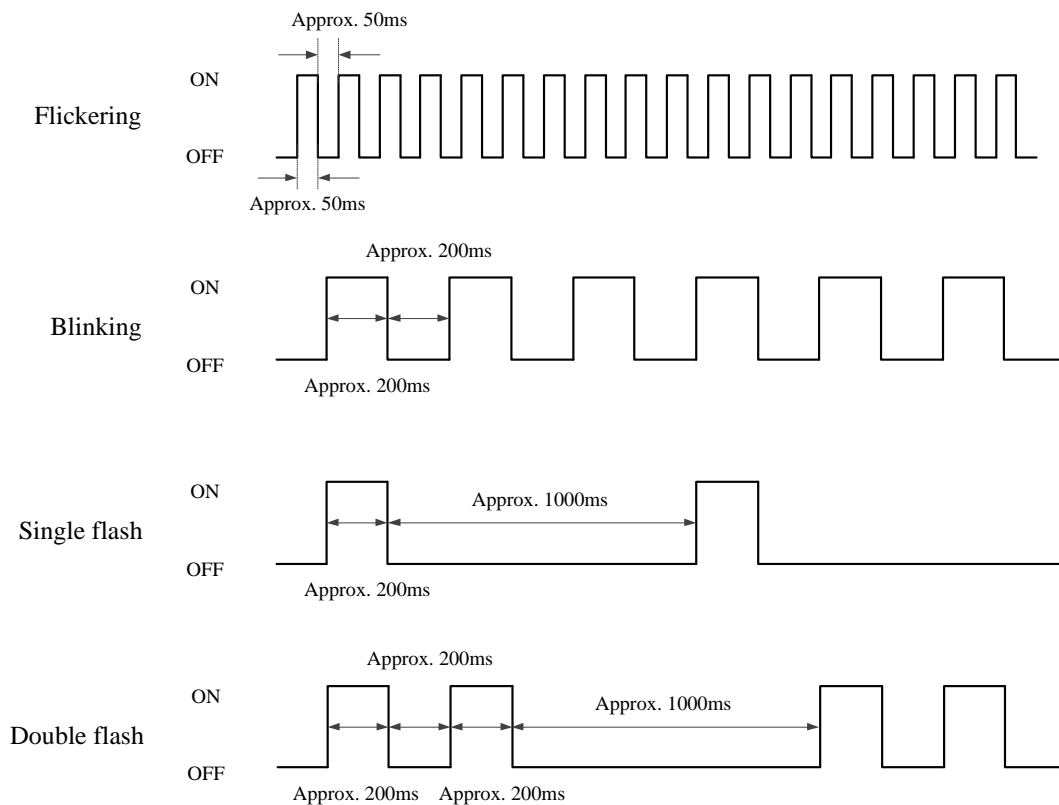 Approx. 50ms
ON
Flickering
OFF
Approx. 50ms
Approx. 200ms
ON
Blinking
OFF
Approx. 200ms
ON
Approx. 1000ms
Single flash
OFF
Approx. 200ms
Approx. 200ms
ON
Approx. 1000ms
Double flash
OFF
Approx. 200ms Approx. 200ms